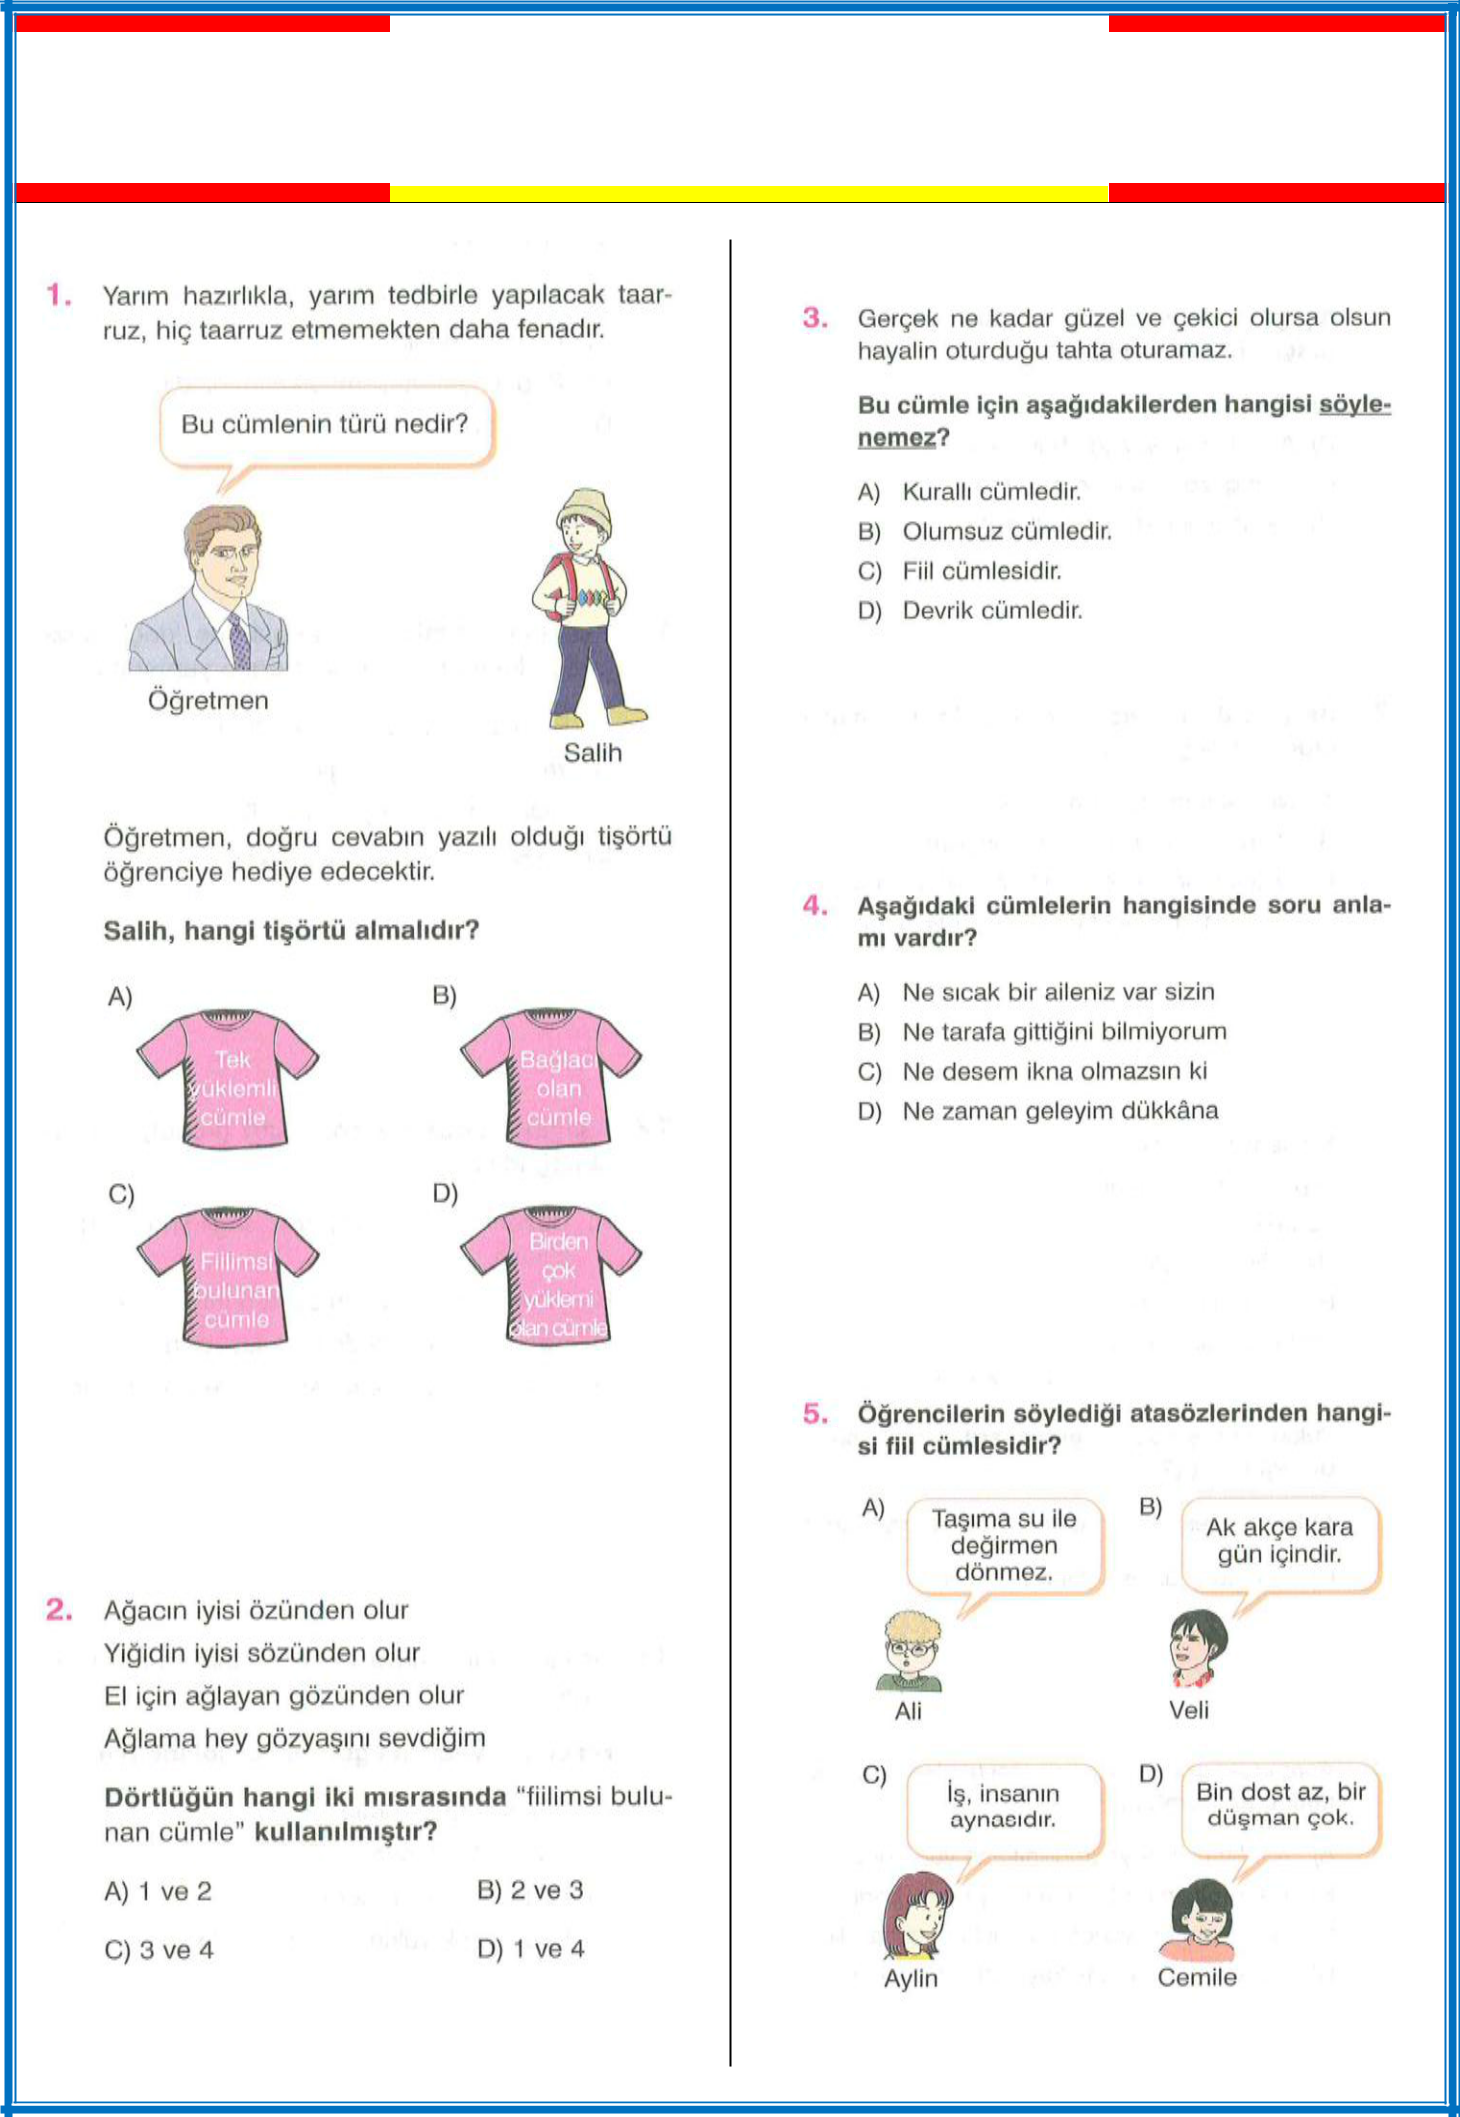 1. Yarım hazırlıkla, yarım tedbirle yapılacak taar-
ruz, hiç taarruz etmemekten daha fenadır.
Bu cümlenin türü nedir?
Öğretmen
Salih
Öğretmen, doğru cevabın yazılı olduğı tişörtü
öğrenciye hediye edecektir.
Salih, hangi tişörtü almalıdır?
A)
Tek
yüklemli
cümle
B)
Bağlacı
olan
cümle
C)
Fiilimsi
bulunan
cümle
D)
Birden
çok
yüklemi
olan cümle
2. Ağacın iyisi özünden olur
Yiğidin iyisi sözünden olur
El için ağlayan gözünden olur
Ağlama hey gözyaşını sevdiğim
Dörtlüğün hangi iki mısrasında “fiilimsi bulu-
nan cümle” kullanılmıştır?
A) 1 ve 2
B) 2 ve 3
C) 3 ve 4
D) 1 ve 4
3. Gerçek ne kadar güzel ve çekici olursa olsun
hayalin oturduğu tahta oturamaz.
Bu cümle için aşağıdakilerden hangisi söyle-
nemez?
A) Kurallı cümledir.
B) Olumsuz cümledir.
C) Fiil cümlesidir.
D) Devrik cümledir.
4. Aşağıdaki cümlelerin hangisinde soru anla-
mı vardır?
A) Ne sıcak bir aileniz var sizin
B) Ne tarafa gittiğini bilmiyorum
C) Ne desem ikna olmazsın ki
D) Ne zaman geleyim dükkâna
5. Öğrencilerin söylediği atasözlerinden hangi-
si fiil cümlesidir?
A)
Taşıma su ile
değirmen
dönmez.
Ali
B)
Ak akçe kara
gün içindir.
Veli
C)
İş, insanın
aynasıdır.
Aylin
D)
Bin dost az, bir
düşman çok.
Cemile